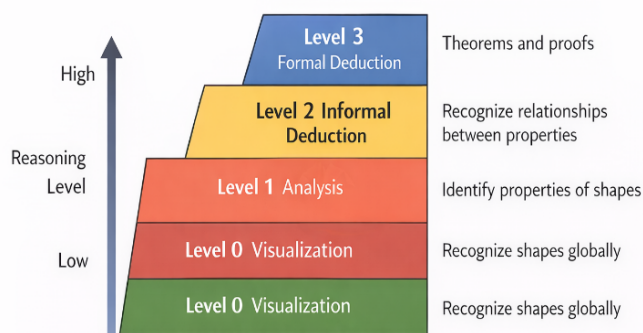 Level 3
Formal Deduction
Theorems and proofs
High
Level 2 Informal
Deduction
Recognize relationships
between properties
Reasoning
Level
Level 1 Analysis
Identify properties of shapes
Low
Level 0 Visualization
Recognize shapes globally
Level 0 Visualization
Recognize shapes globally